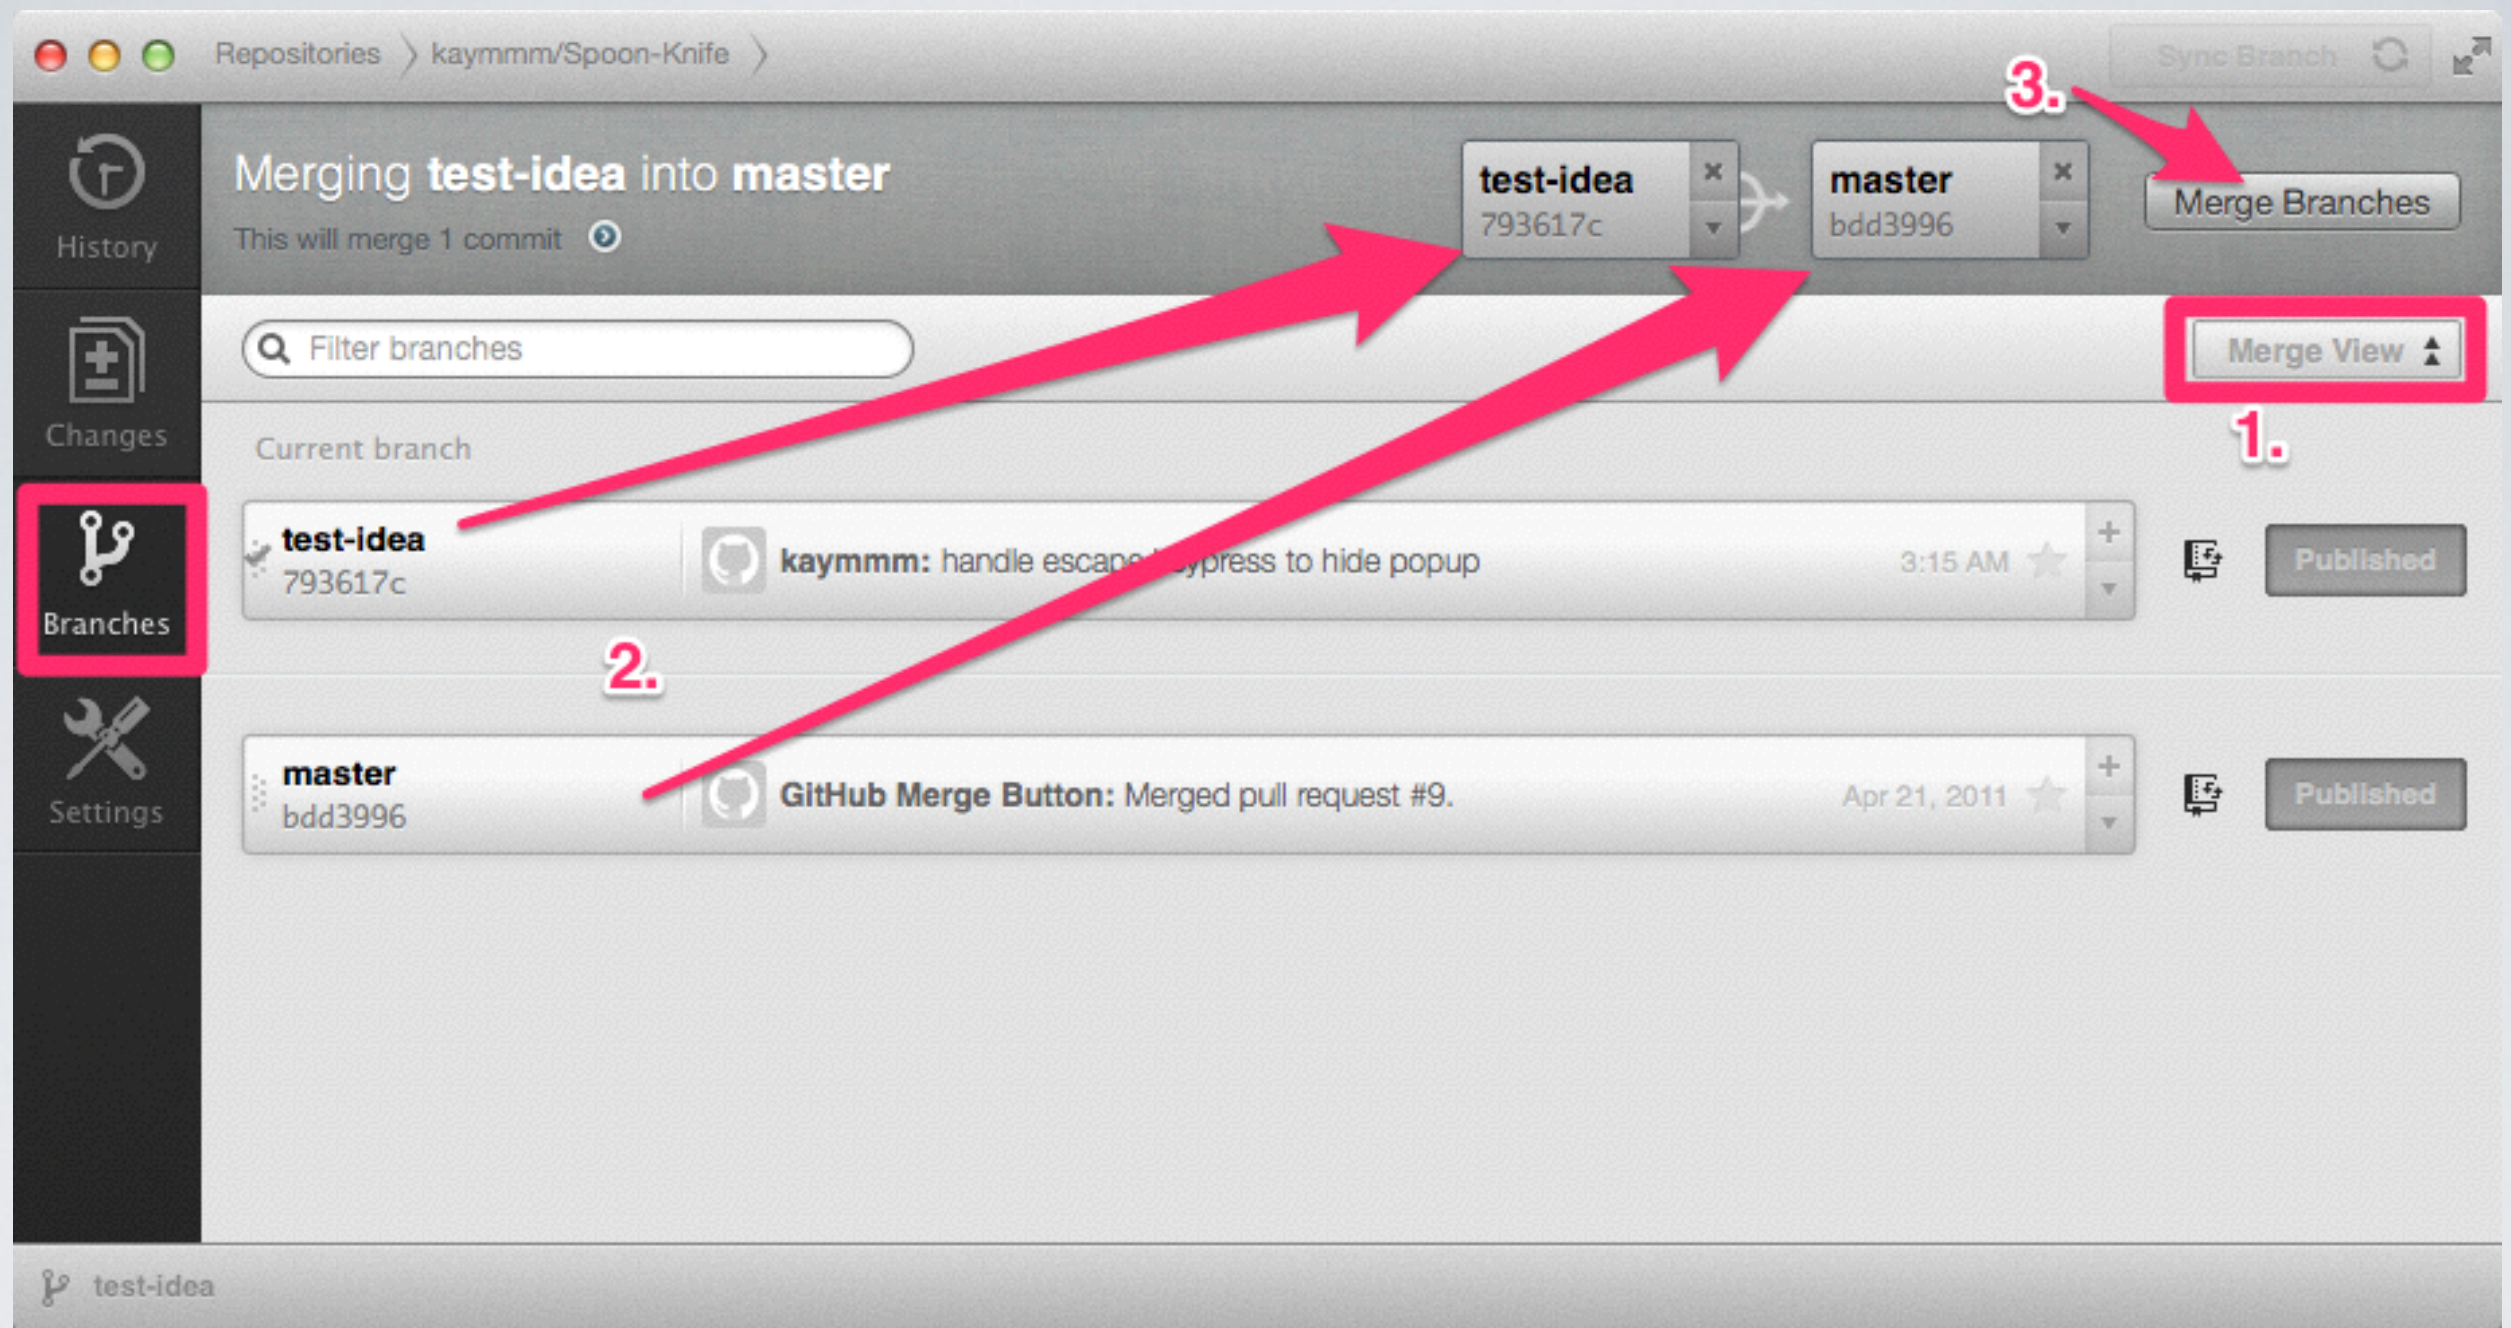 Repositories
kaymmm/Spoon-Knife
Sync Branch
3.
History
Changes
Branches
Settings
Merging test-idea into master
This will merge 1 commit
test-idea
793617c
master
bdd3996
Merge Branches
Filter branches
Merge View
1.
Current branch
test-idea
793617c
kaymmm: handle escape keypress to hide popup
3:15 AM
Published
2.
master
bdd3996
GitHub Merge Button: Merged pull request #9.
Apr 21, 2011
Published
test-idea